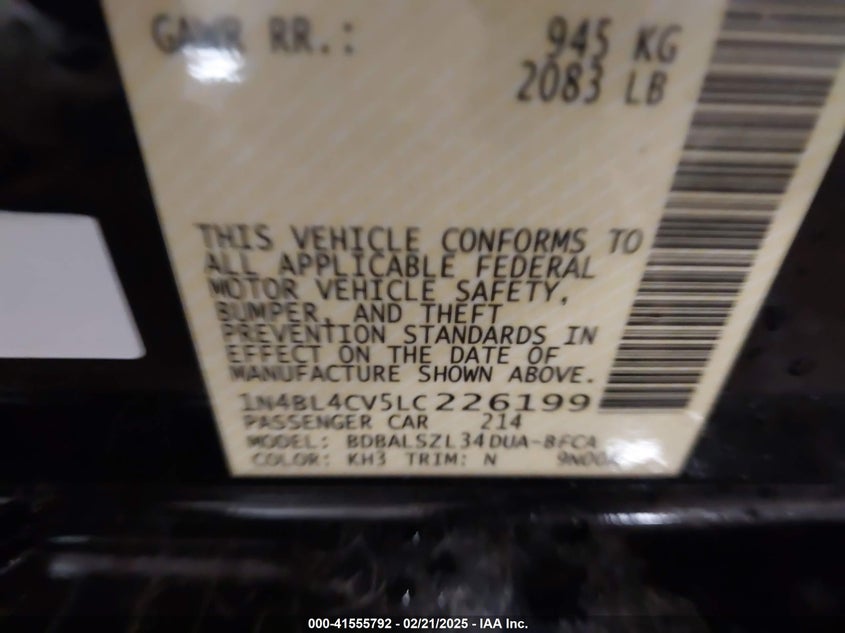 GAWR RR.: 945 KG
2083 LB
THIS VEHICLE CONFORMS TO
ALL APPLICABLE FEDERAL
MOTOR VEHICLE SAFETY,
BUMPER, AND THEFT
PREVENTION STANDARDS IN
EFFECT ON THE DATE OF
MANUFACTURE SHOWN ABOVE.
1N4BL4CV5LC226199
PASSENGER CAR 214
MODEL: BDBALSZL34DUA-BFCA
COLOR: KH3 TRIM: N
000-41555792 - 02/21/2025 - IAA Inc.